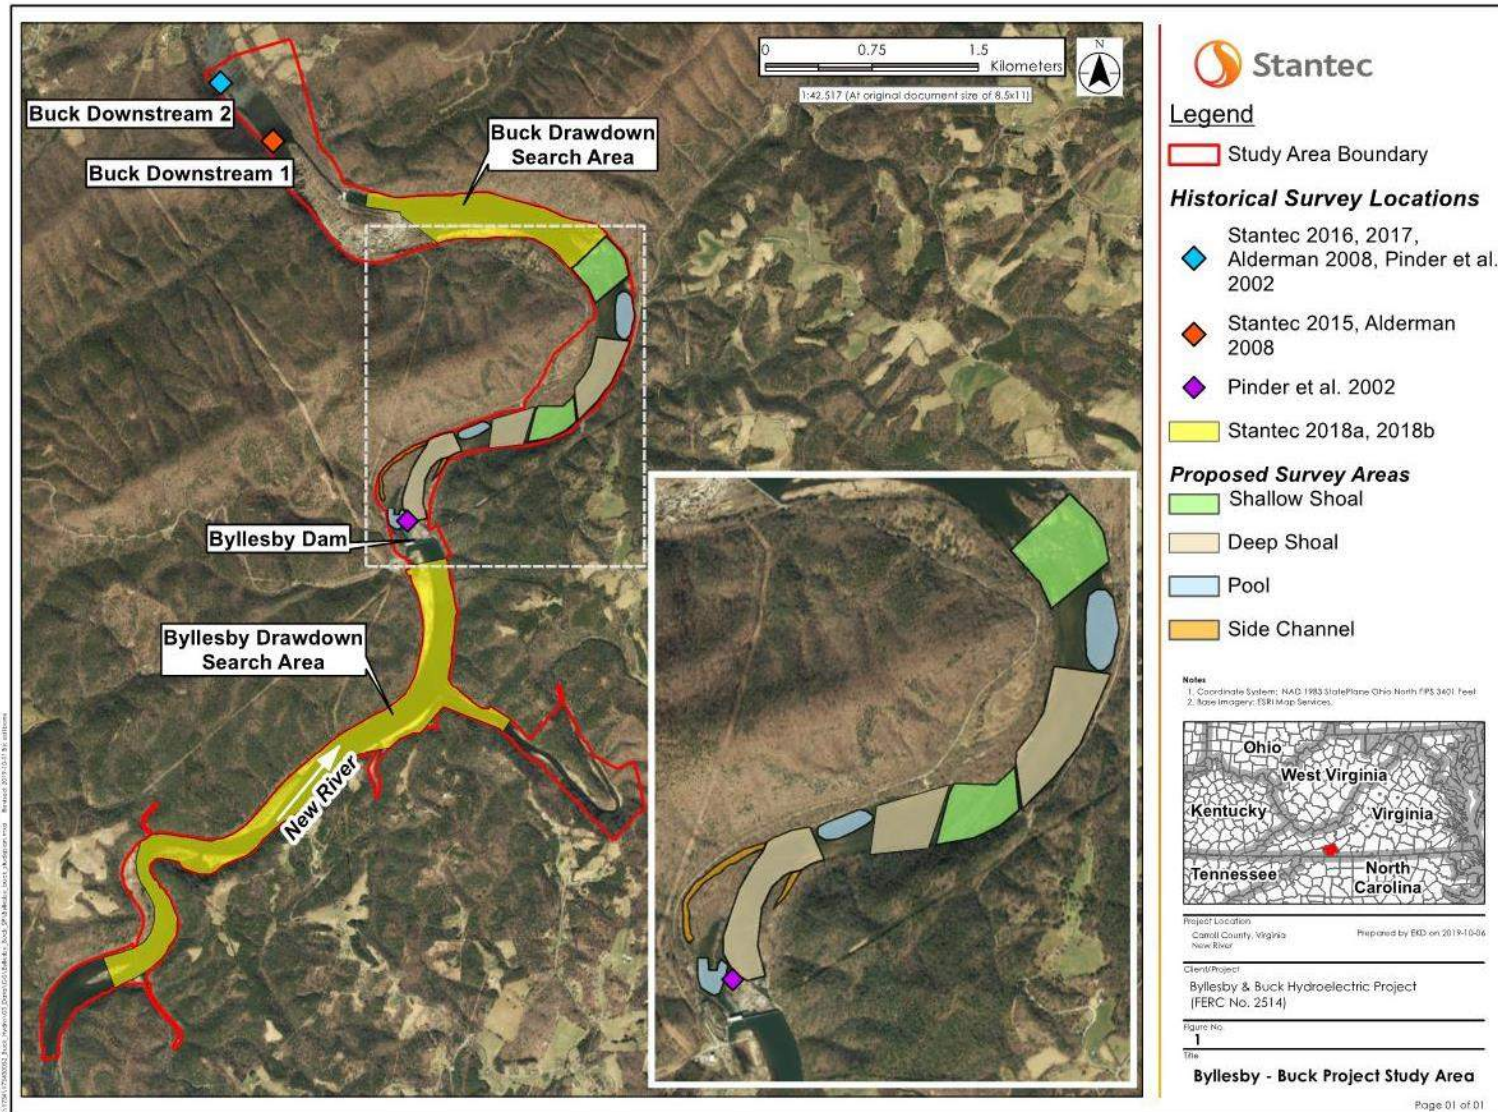 0 0.75 1.5
Kilometers
N
1:42,517 (At original document size of 8.5x11)
Buck Downstream 2
Buck Downstream 1
Buck Drawdown
Search Area
Byllesby Dam
Byllesby Drawdown
Search Area
New River
Stantec
Legend
Study Area Boundary
Historical Survey Locations
Stantec 2016, 2017,
Alderman 2008, Pinder et al.
2002
Stantec 2015, Alderman
2008
Pinder et al. 2002
Stantec 2018a, 2018b
Proposed Survey Areas
Shallow Shoal
Deep Shoal
Pool
Side Channel
Notes
1. Coordinate System: NAD 1983 StatePlane Ohio North FIPS 3401 Feet
2. Base Imagery: ESRI Map Services.
Ohio
West Virginia
Kentucky
Virginia
Tennessee
North
Carolina
Project Location
Carroll County, Virginia
New River
Prepared by EKD on 2019-10-06
Client/Project
Byllesby & Buck Hydroelectric Project
(FERC No. 2514)
Figure No.
1
Title
Byllesby - Buck Project Study Area
Page 01 of 01